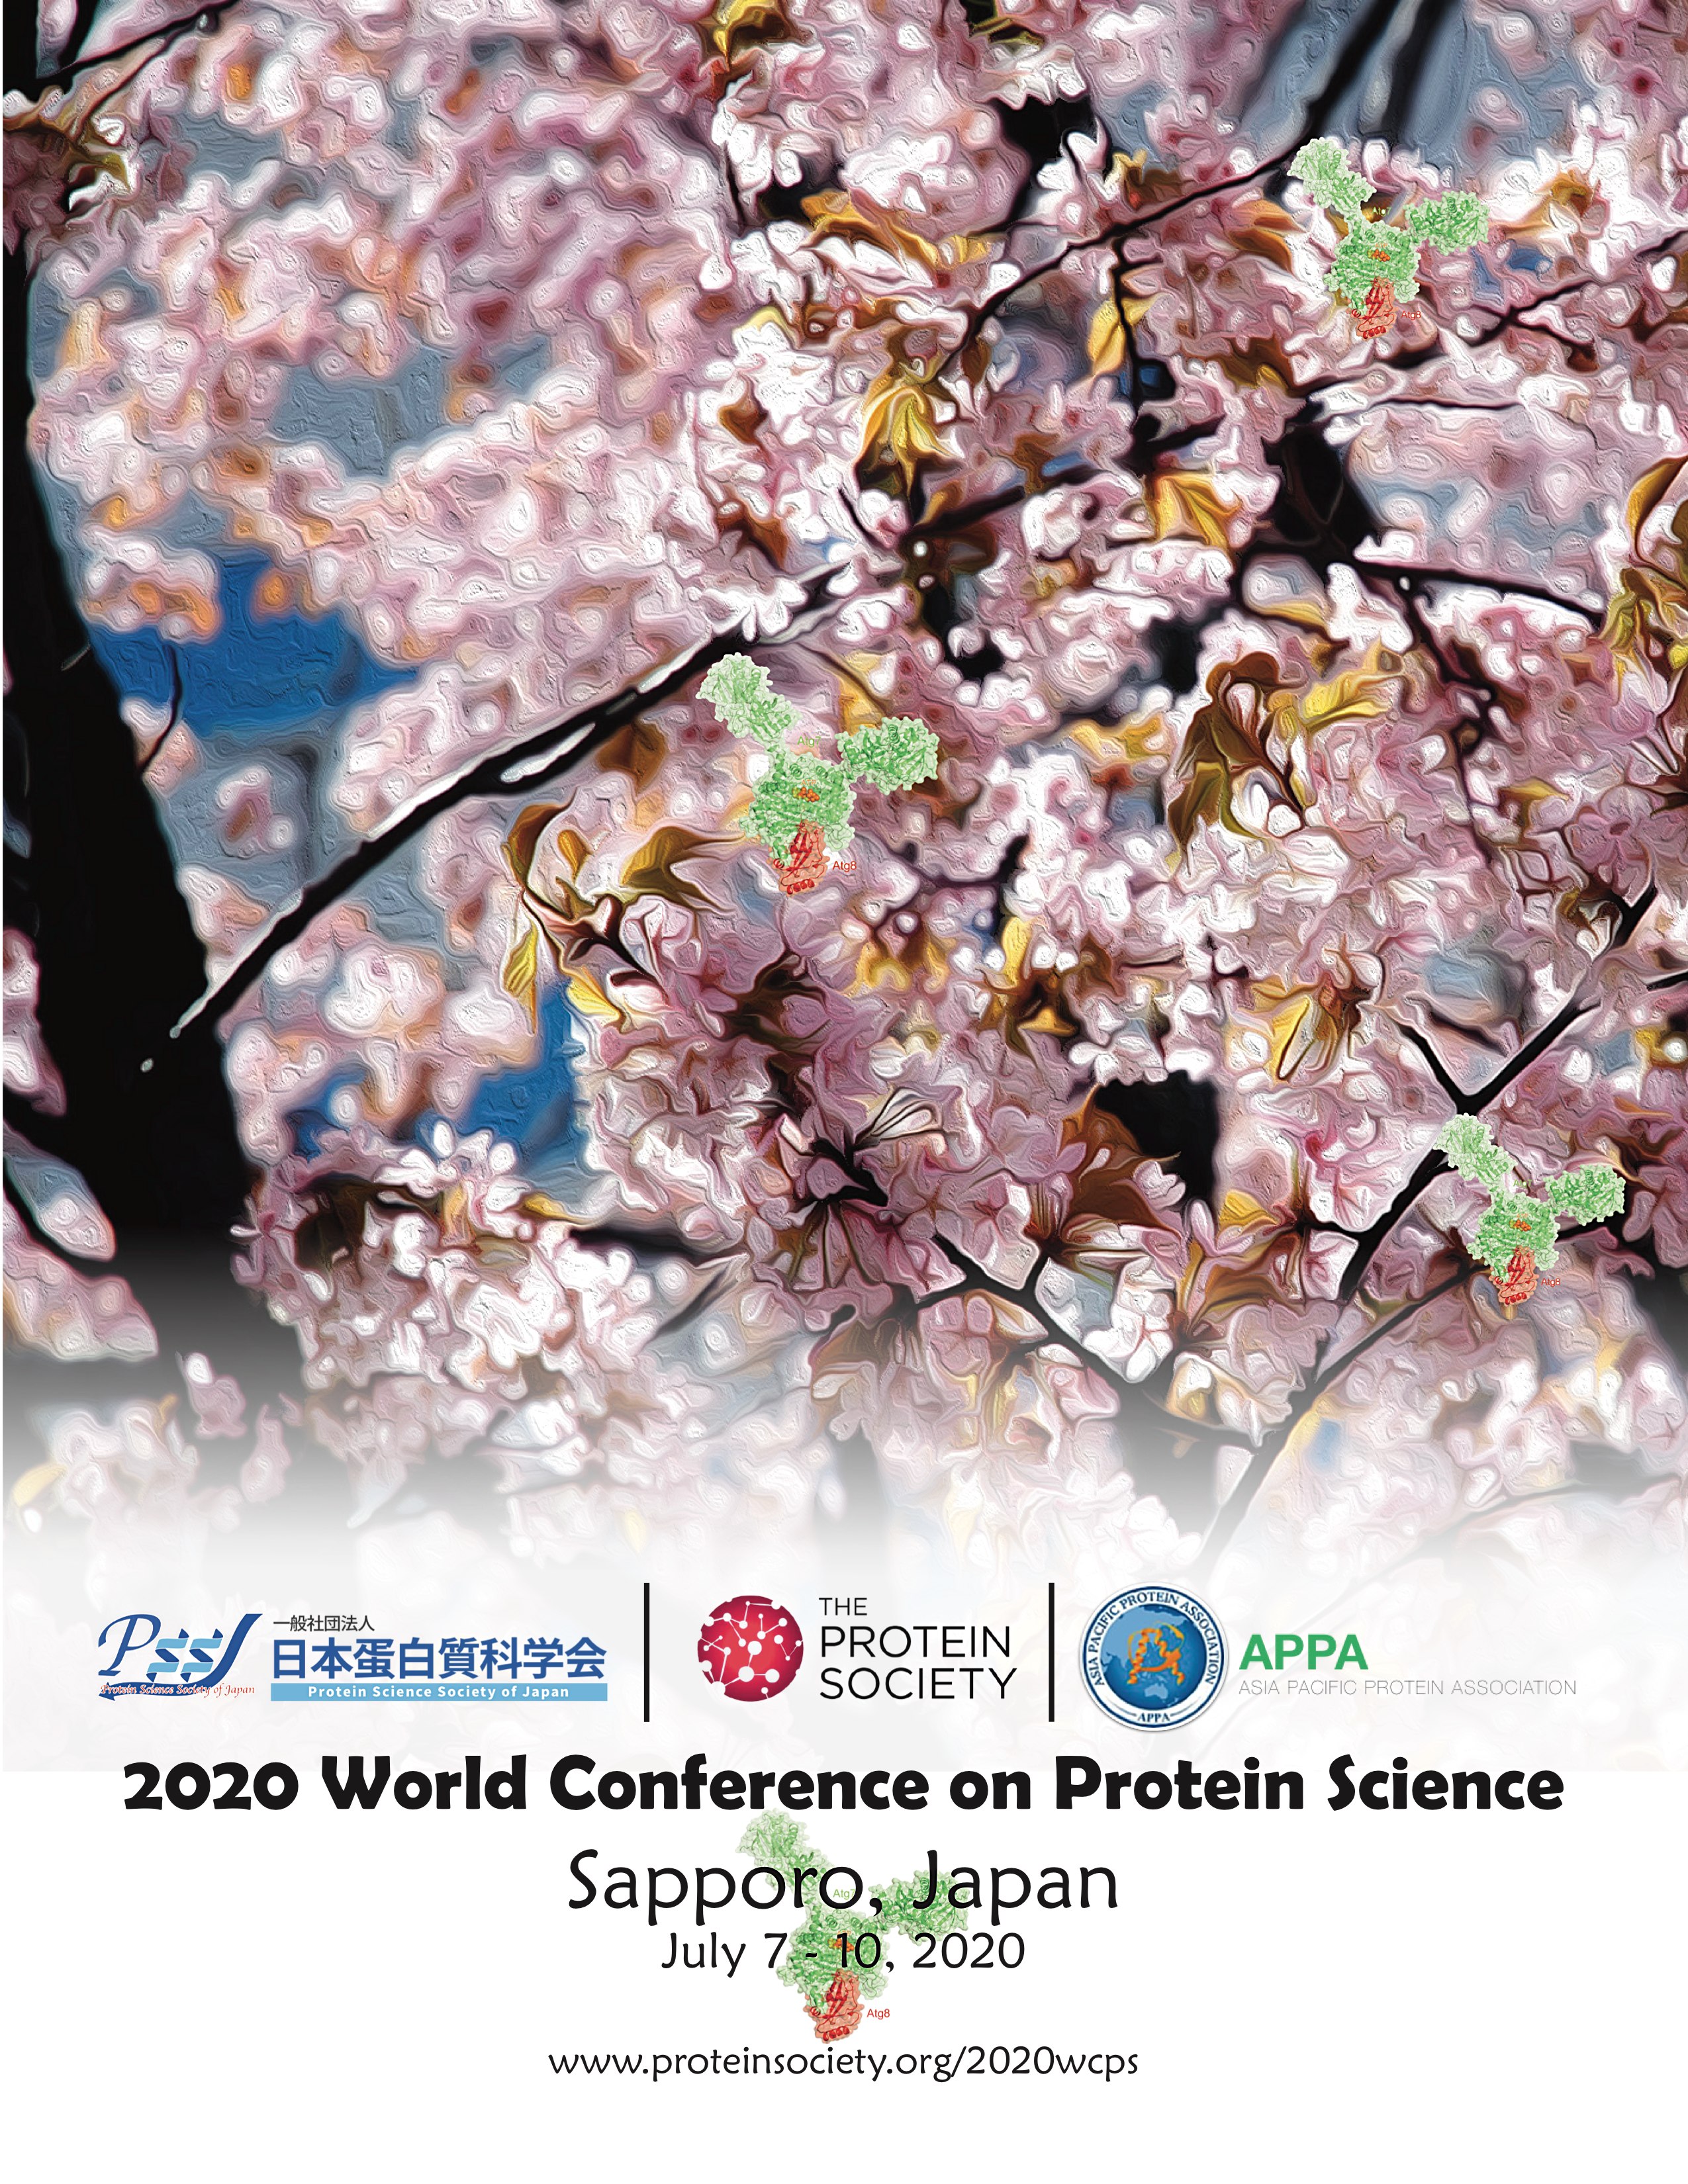 Atg
Atg8
Atg
Atg8
Atg8
PSSJ
Protein Science Society of Japan
一般社団法人
日本蛋白質科学会
Protein Science Society of Japan
THE
PROTEIN
SOCIETY
ASIA PACIFIC PROTEIN ASSOCIATION
APPA
APPA
ASIA PACIFIC PROTEIN ASSOCIATION
2020 World Conference on Protein Science
Sapporo, Japan
Atg
July 7 - 10, 2020
Atg8
www.proteinsociety.org/2020wcps